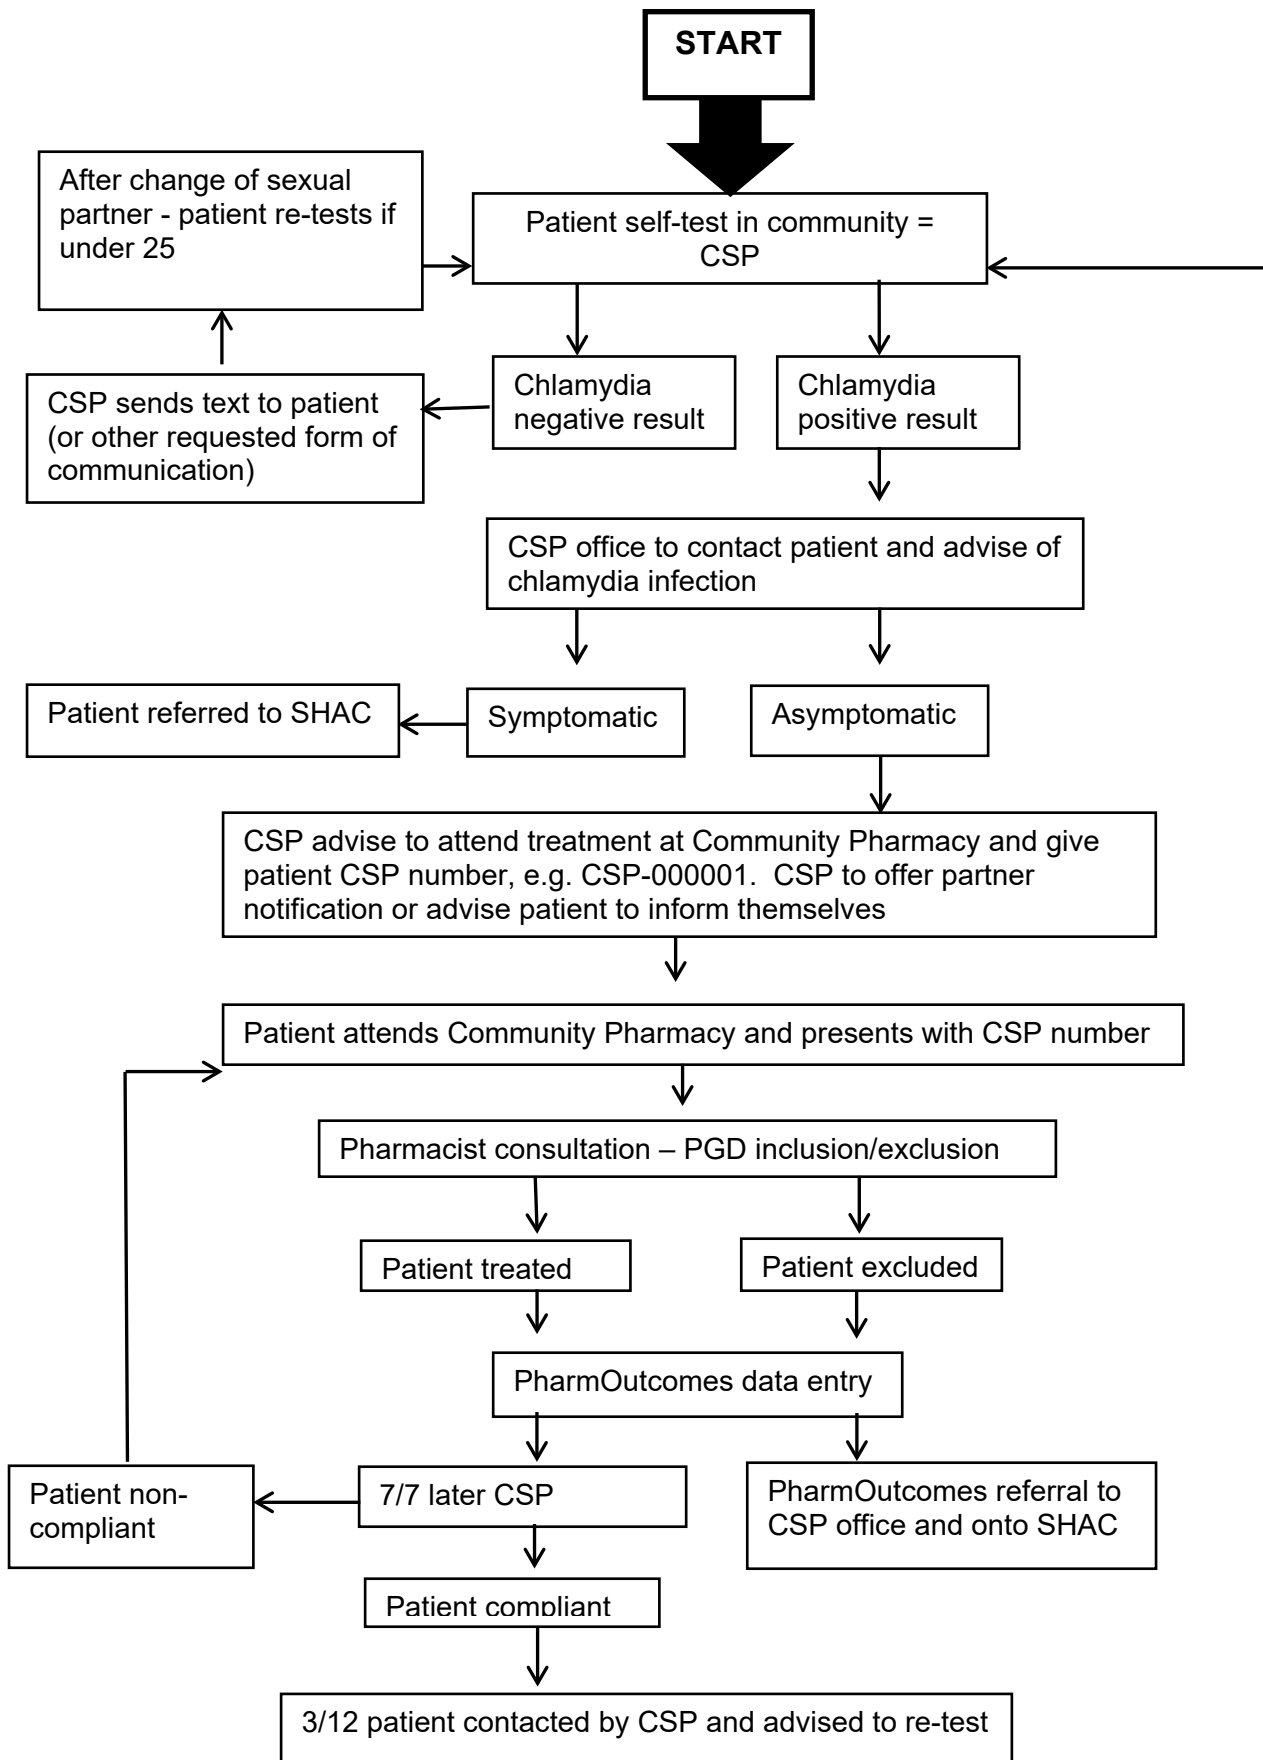 START
After change of sexual
partner - patient re-tests if
under 25
Patient self-test in community =
CSP
CSP sends text to patient
(or other requested form of
communication)
Chlamydia
negative result
Chlamydia
positive result
CSP office to contact patient and advise of
chlamydia infection
Patient referred to SHAC
Symptomatic
Asymptomatic
CSP advise to attend treatment at Community Pharmacy and give
patient CSP number, e.g. CSP-000001.  CSP to offer partner
notification or advise patient to inform themselves
Patient attends Community Pharmacy and presents with CSP number
Pharmacist consultation – PGD inclusion/exclusion
Patient treated
Patient excluded
PharmOutcomes data entry
Patient non-
compliant
7/7 later CSP
PharmOutcomes referral to
CSP office and onto SHAC
Patient compliant
3/12 patient contacted by CSP and advised to re-test